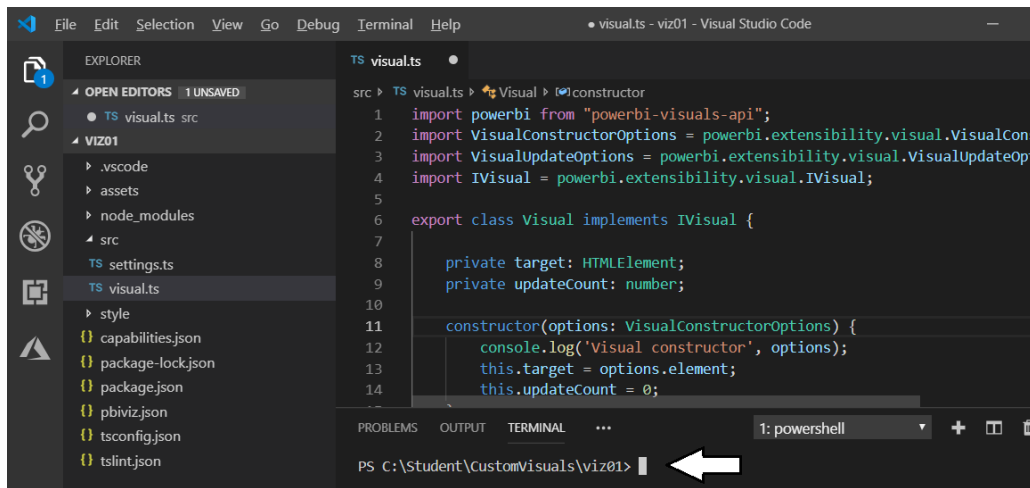 File Edit Selection View Go Debug Terminal Help
● visual.ts - viz01 - Visual Studio Code
EXPLORER
OPEN EDITORS 1 UNSAVED
● TS visual.ts src
VIZ01
.vscode
assets
node_modules
src
TS settings.ts
TS visual.ts
style
{} capabilities.json
{} package-lock.json
{} package.json
{} pbiviz.json
{} tsconfig.json
{} tslint.json
1
TS visual.ts ●
src TS visual.ts Visual constructor
1 import powerbi from "powerbi-visuals-api";
2 import VisualConstructorOptions = powerbi.extensibility.visual.VisualCons
3 import VisualUpdateOptions = powerbi.extensibility.visual.VisualUpdateOp
4 import IVisual = powerbi.extensibility.visual.IVisual;
5
6 export class Visual implements IVisual {
7
8 private target: HTMLElement;
9 private updateCount: number;
10
11 constructor(options: VisualConstructorOptions) {
12 console.log('Visual constructor', options);
13 this.target = options.element;
14 this.updateCount = 0;
PROBLEMS OUTPUT TERMINAL ••• 1: powershell
PS C:\Student\CustomVisuals\viz01>